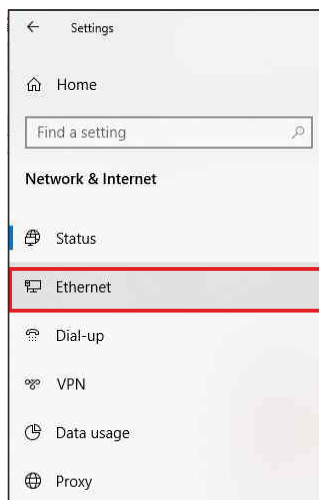 Settings
Home
Find a setting
Network & Internet
Status
Ethernet
Dial-up
VPN
Data usage
Proxy